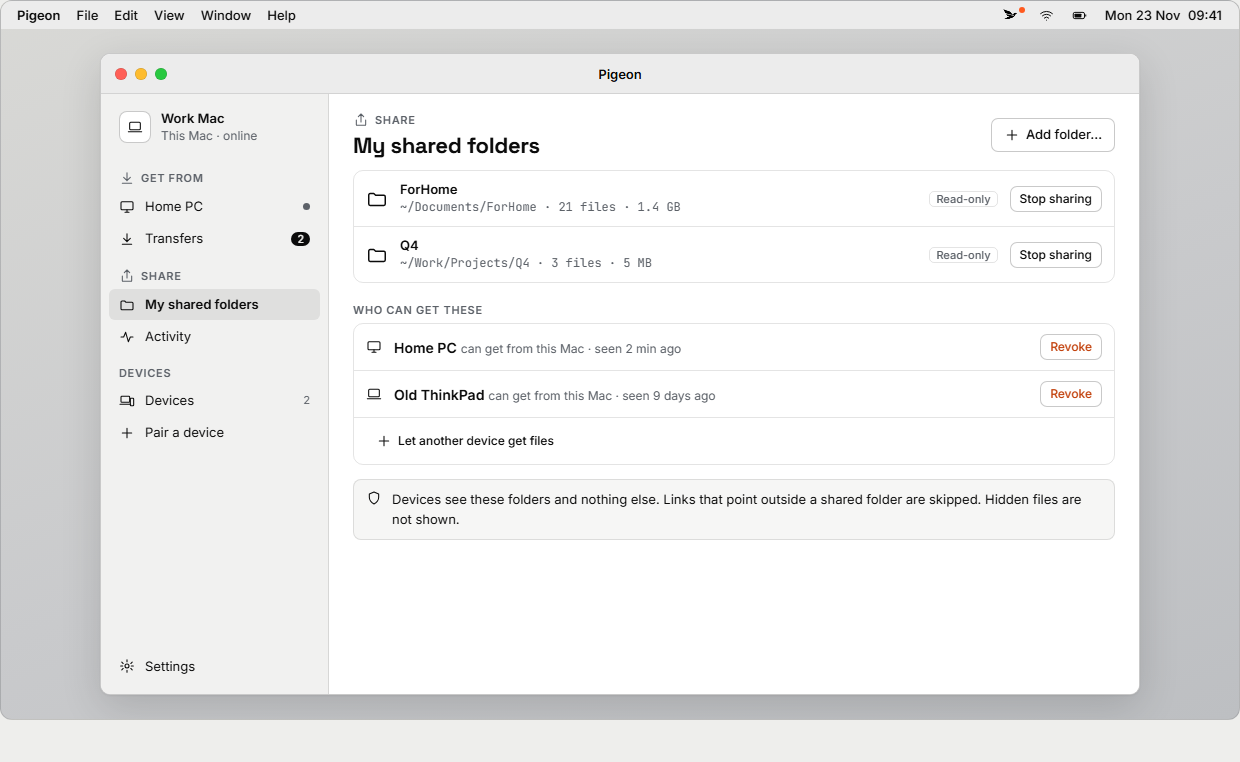 Pigeon File Edit View Window Help Mon 23 Nov 09:41
Pigeon
Work Mac
This Mac · online
GET FROM
Home PC
Transfers 2
SHARE
My shared folders
Activity
DEVICES
Devices 2
Pair a device
Settings
SHARE
My shared folders
Add folder...
ForHome
~/Documents/ForHome · 21 files · 1.4 GB
Read-only Stop sharing
Q4
~/Work/Projects/Q4 · 3 files · 5 MB
Read-only Stop sharing
WHO CAN GET THESE
Home PC can get from this Mac · seen 2 min ago Revoke
Old ThinkPad can get from this Mac · seen 9 days ago Revoke
Let another device get files
Devices see these folders and nothing else. Links that point outside a shared folder are skipped. Hidden files are
not shown.